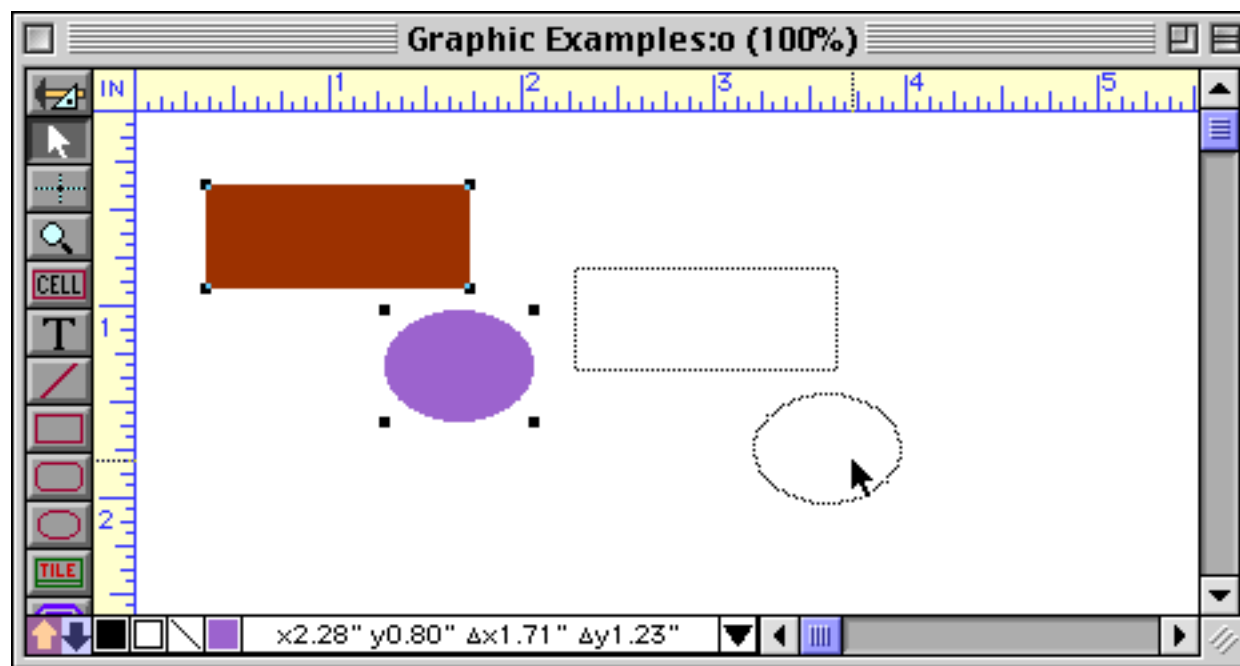 Graphic Examples:o (100%)
IN 1 2 3 4 5
CELL
T
1
2
TILE
x2.28" y0.80" Δx1.71" Δy1.23"